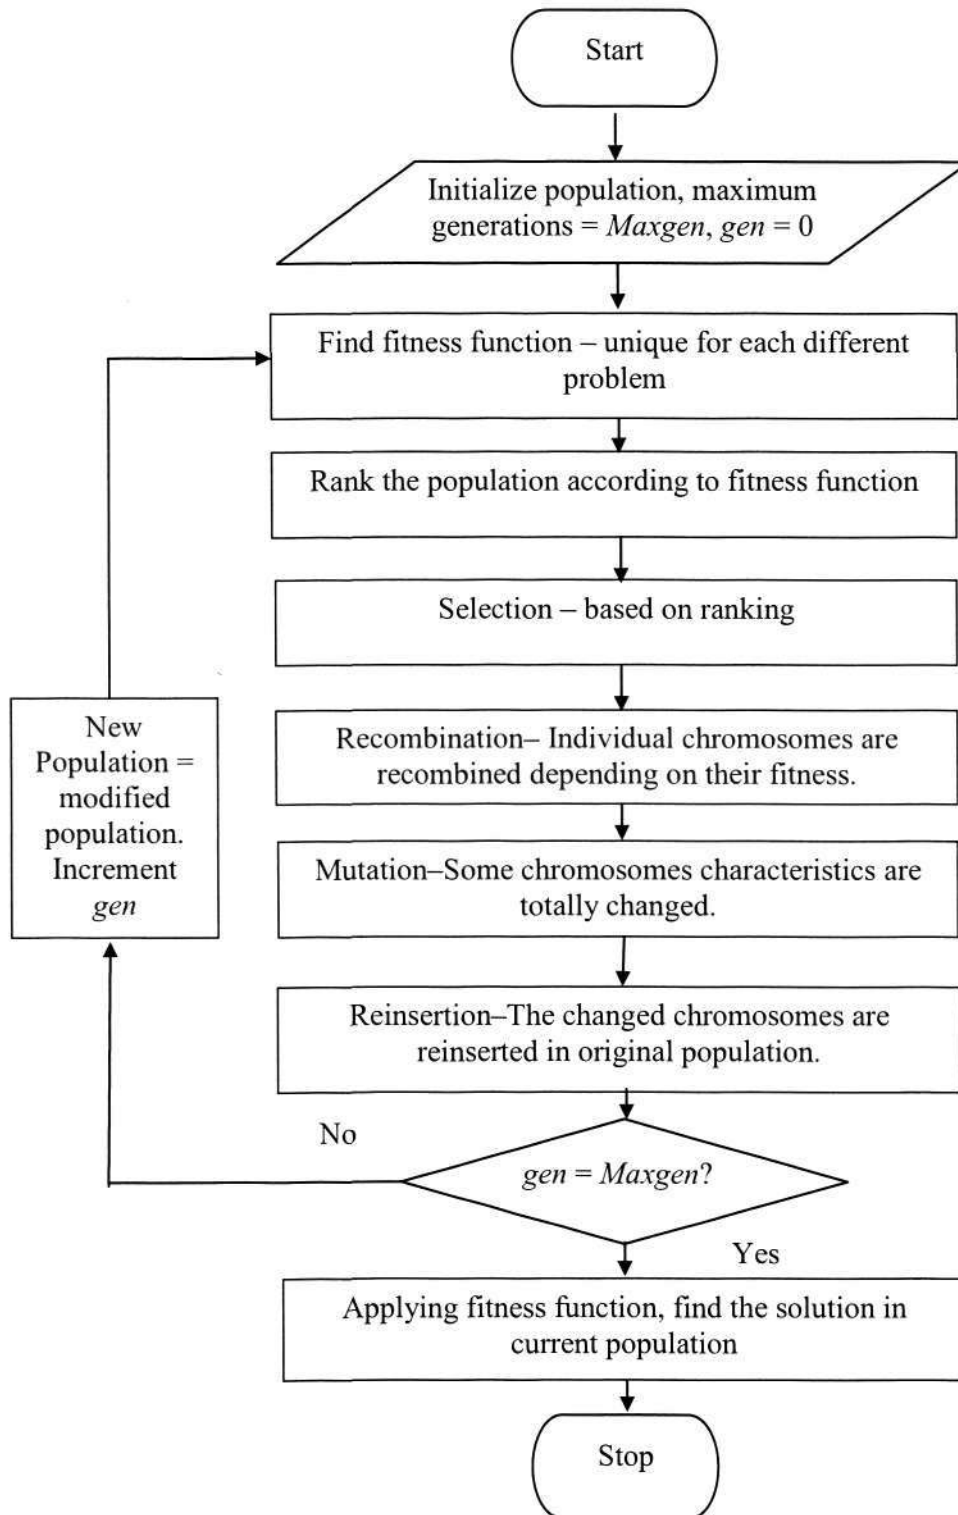 Start
Initialize population, maximum
generations = Maxgen, gen = 0
Find fitness function – unique for each different
problem
Rank the population according to fitness function
Selection – based on ranking
Recombination– Individual chromosomes are
recombined depending on their fitness.
Mutation–Some chromosomes characteristics are
totally changed.
Reinsertion–The changed chromosomes are
reinserted in original population.
gen = Maxgen?
No
New
Population =
modified
population.
Increment
gen
Yes
Applying fitness function, find the solution in
current population
Stop